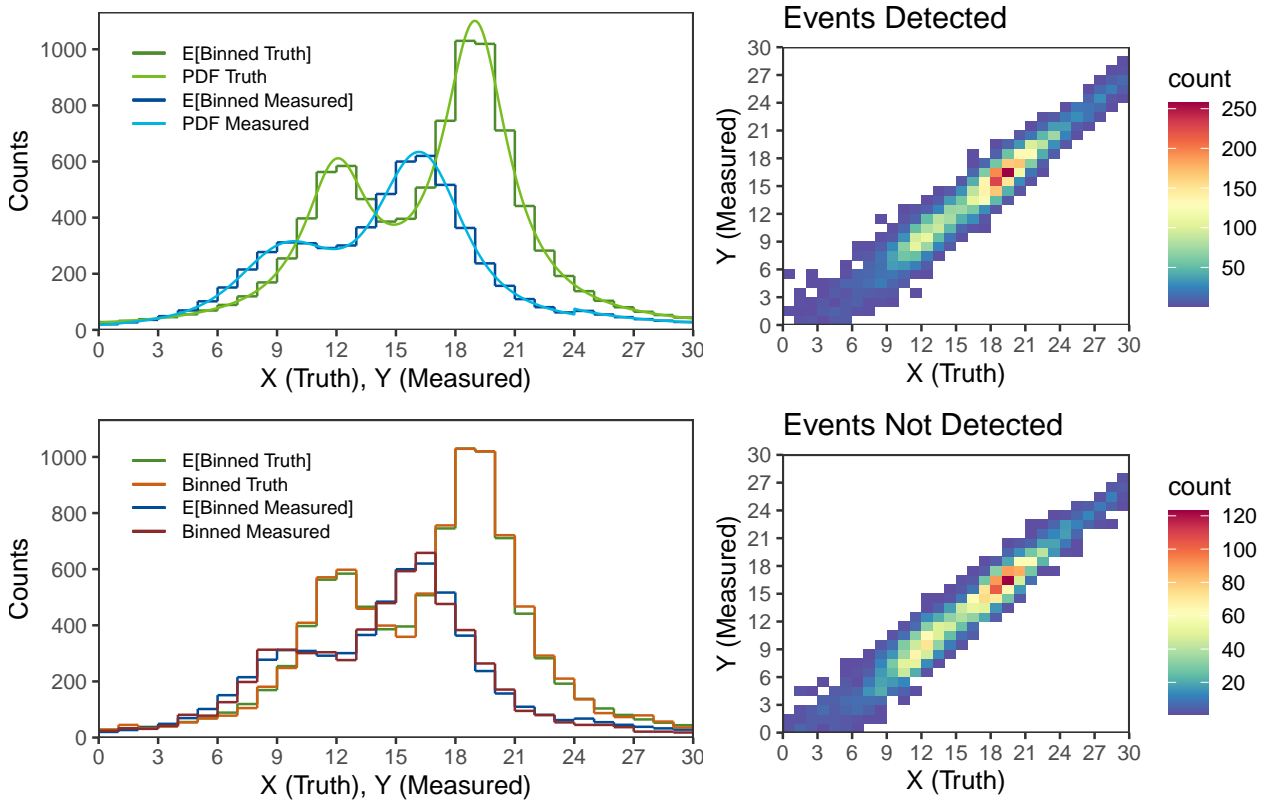 E[Binned Truth]
PDF Truth
E[Binned Measured]
PDF Measured
Counts
0
200
400
600
800
1000
0 3 6 9 12 15 18 21 24 27 30
X (Truth), Y (Measured)
Events Detected
Y (Measured)
30
27
24
21
18
15
12
9
6
3
0
0 3 6 9 12 15 18 21 24 27 30
X (Truth)
count
250
200
150
100
50
E[Binned Truth]
Binned Truth
E[Binned Measured]
Binned Measured
Counts
0
200
400
600
800
1000
0 3 6 9 12 15 18 21 24 27 30
X (Truth), Y (Measured)
Events Not Detected
Y (Measured)
30
27
24
21
18
15
12
9
6
3
0
0 3 6 9 12 15 18 21 24 27 30
X (Truth)
count
120
100
80
60
40
20